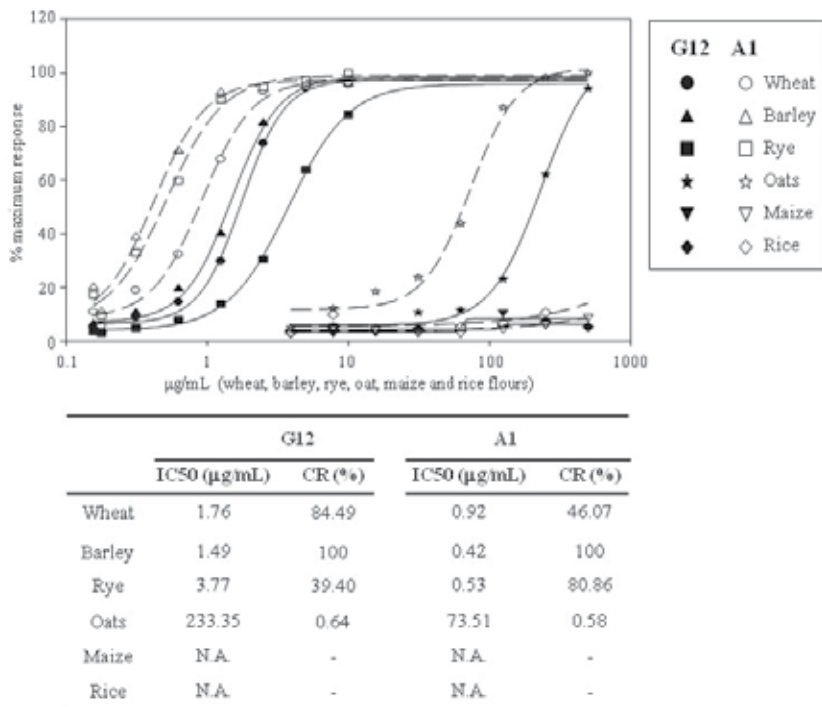 120
100
80
60
40
20
0
% maximum response
0.1 1 10 100 1000
µg/mL (wheat, barley, rye, oat, maize and rice flours)
G12 A1
Wheat
Barley
Rye
Oats
Maize
Rice
G12 A1
IC50 (µg/mL) CR (%) IC50 (µg/mL) CR (%)
Wheat 1.76 84.49 0.92 46.07
Barley 1.49 100 0.42 100
Rye 3.77 39.40 0.53 80.86
Oats 233.35 0.64 73.51 0.58
Maize N.A. - N.A. -
Rice N.A. - N.A. -